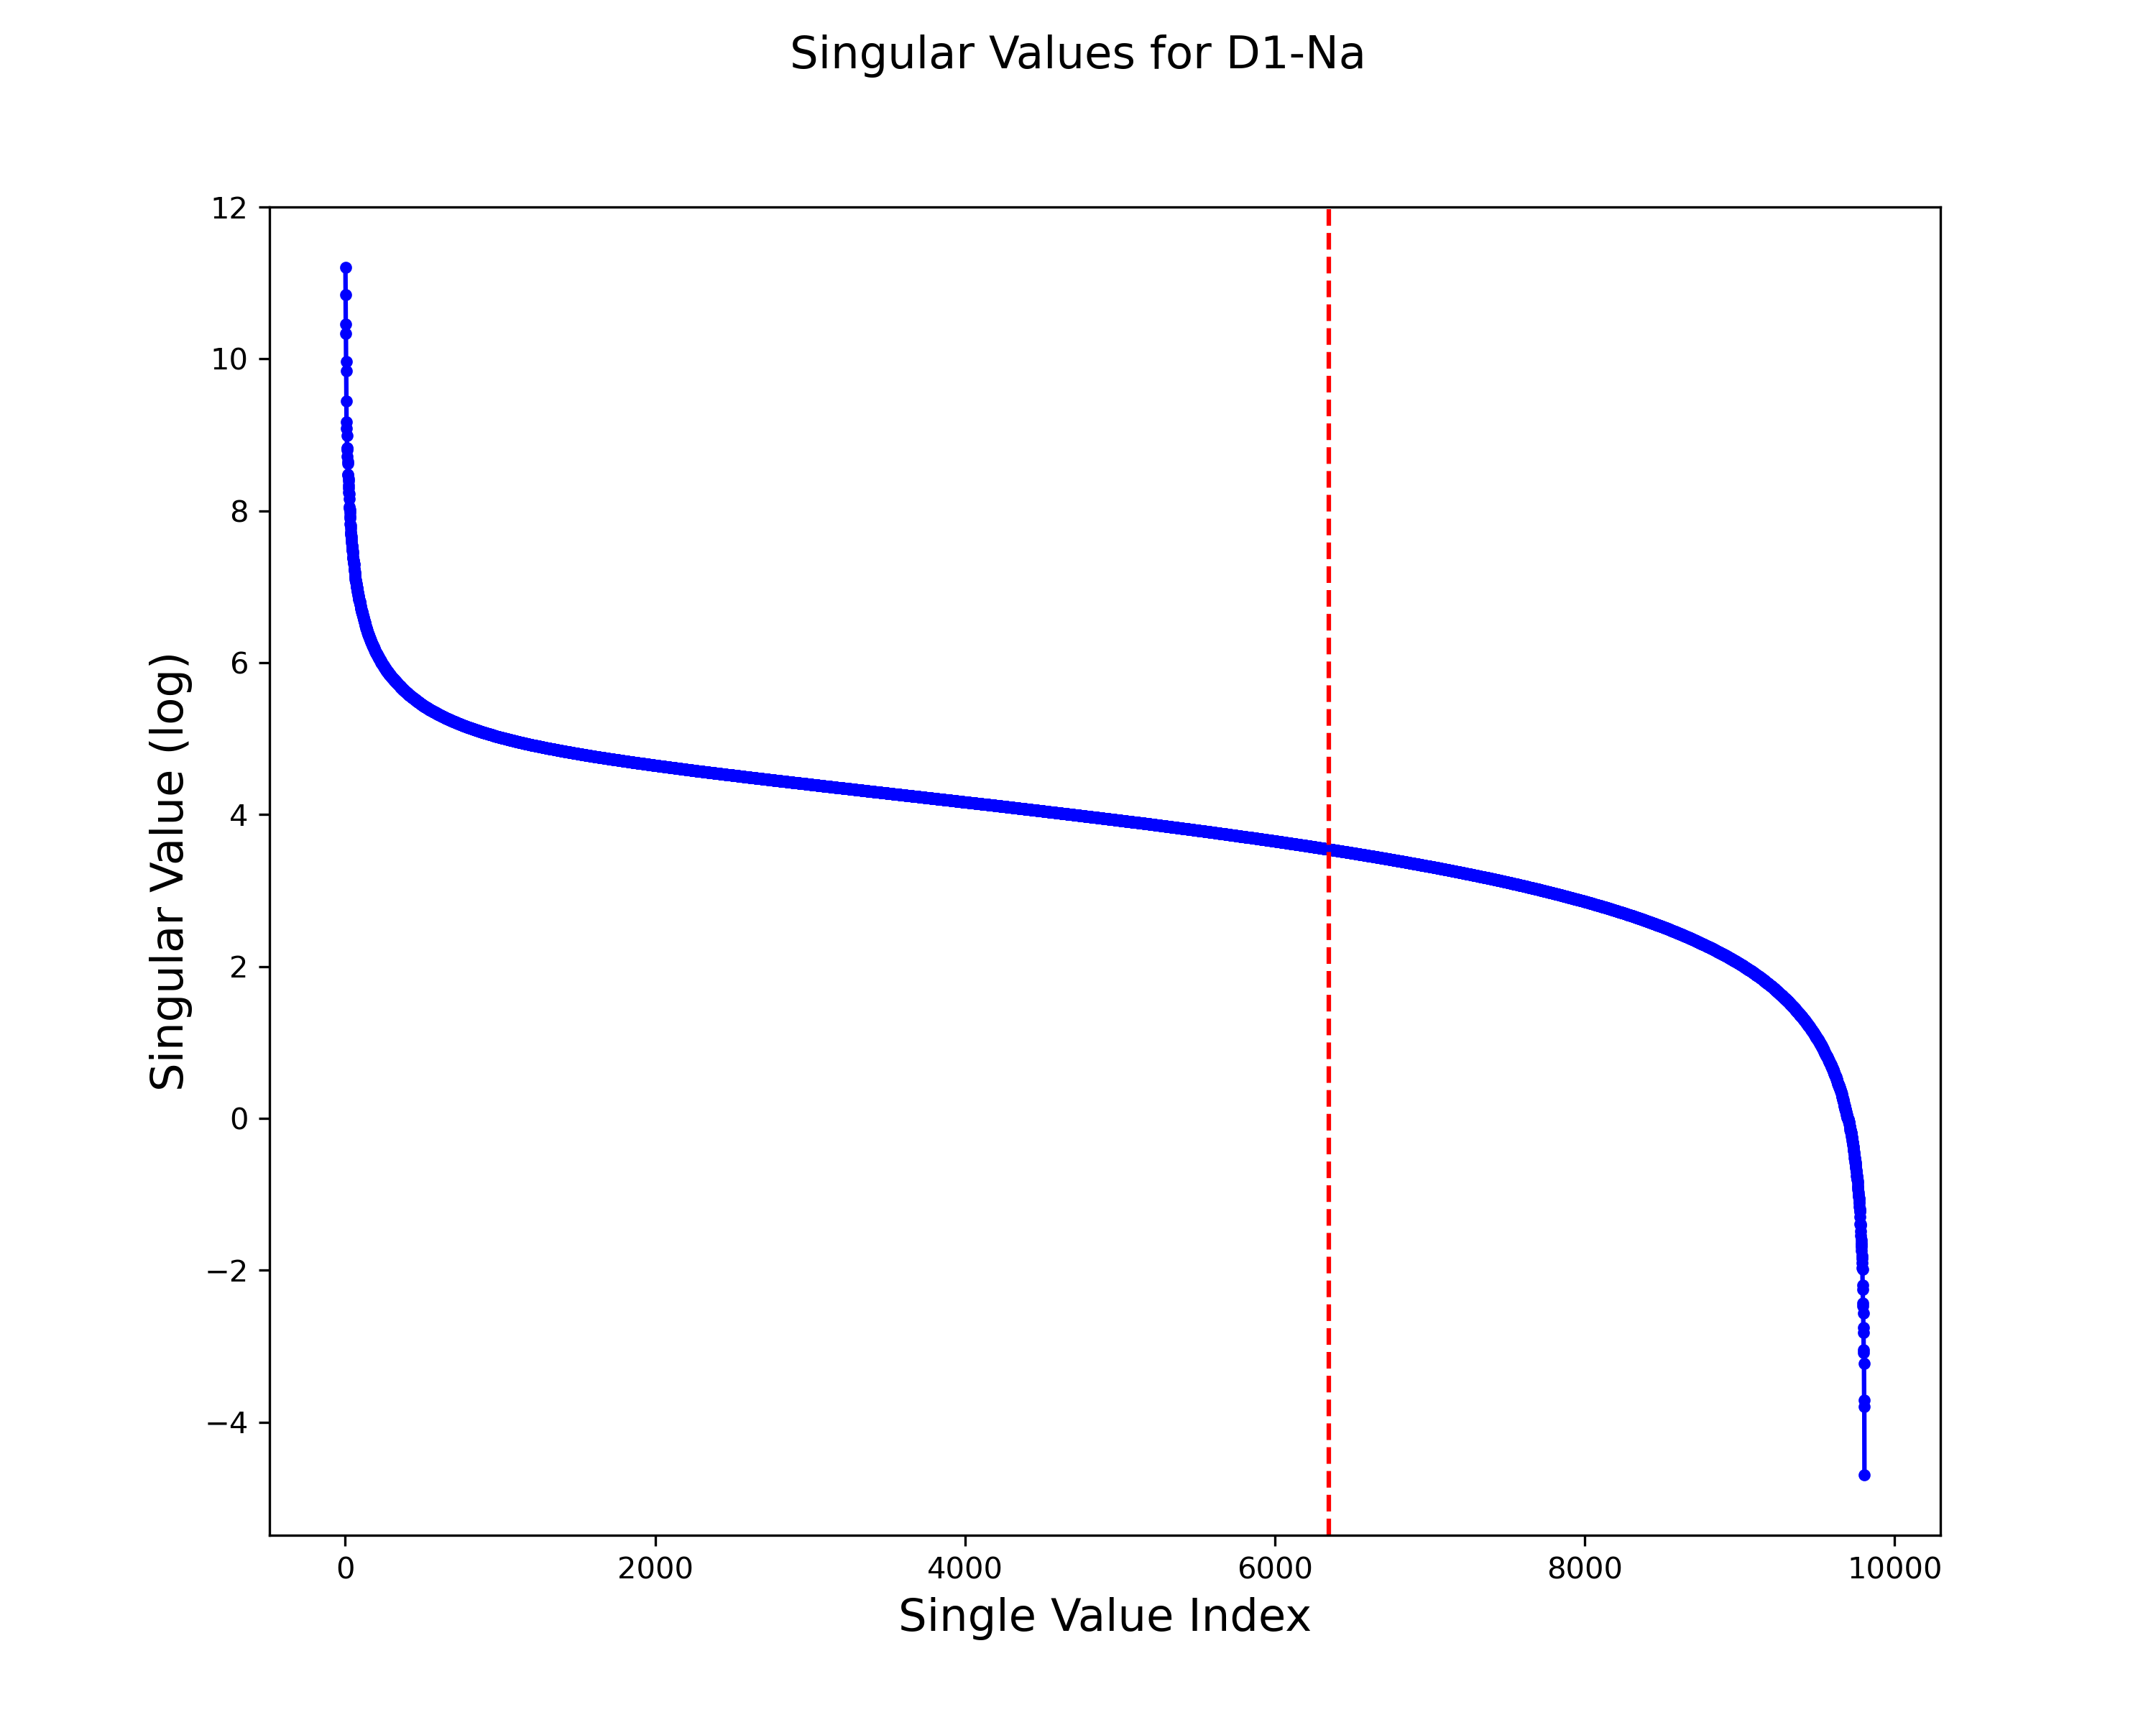 Singular Values for D1-Na
12
10
8
6
4
2
0
−2
−4
Singular Value (log)
0 2000 4000 6000 8000 10000
Single Value Index